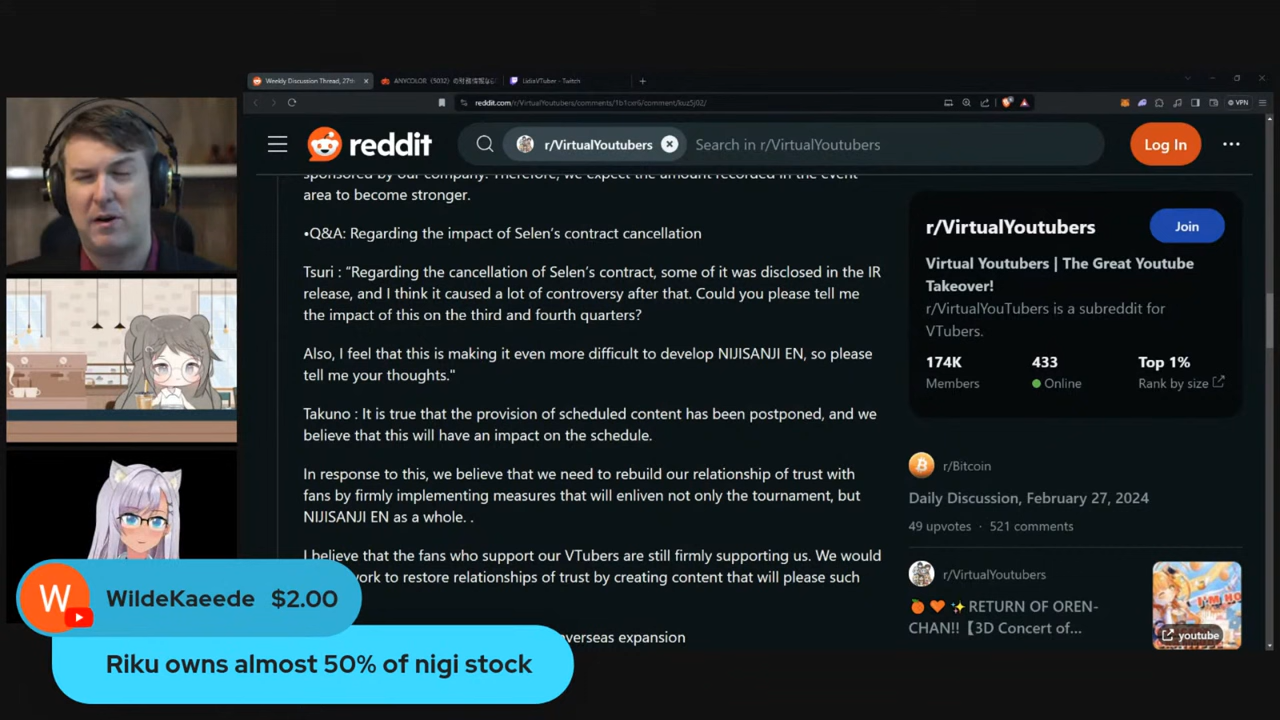 Weekly Discussion Thread, 27th
ANYCOLOR
UekaVTuber - Twitch
reddit.com/r/VirtualYoutubers/comments/1b1cxr6/comment/ksz5j02/
VPN
reddit
r/VirtualYoutubers
Search in r/VirtualYoutubers
Log In
sponsored by our company. Therefore, we expect the amount recorded in the event
area to become stronger.
•Q&A: Regarding the impact of Selen's contract cancellation
Tsuri : "Regarding the cancellation of Selen's contract, some of it was disclosed in the IR
release, and I think it caused a lot of controversy after that. Could you please tell me
the impact of this on the third and fourth quarters?
Also, I feel that this is making it even more difficult to develop NIJISANJI EN, so please
tell me your thoughts."
Takuno : It is true that the provision of scheduled content has been postponed, and we
believe that this will have an impact on the schedule.
In response to this, we believe that we need to rebuild our relationship of trust with
fans by firmly implementing measures that will enliven not only the tournament, but
NIJISANJI EN as a whole. .
I believe that the fans who support our VTubers are still firmly supporting us. We would
work to restore relationships of trust by creating content that will please such
overseas expansion
r/VirtualYoutubers
Join
Virtual Youtubers | The Great Youtube
Takeover!
r/VirtualYouTubers is a subreddit for
VTubers.
174K
433
Top 1%
Members
Online
Rank by size
r/Bitcoin
Daily Discussion, February 27, 2024
49 upvotes · 521 comments
r/VirtualYoutubers
🍊 🧡 ✨RETURN OF OREN-
CHAN!!【3D Concert of...
I'M HO
youtube
W
WildeKaeede $2.00
Riku owns almost 50% of nigi stock